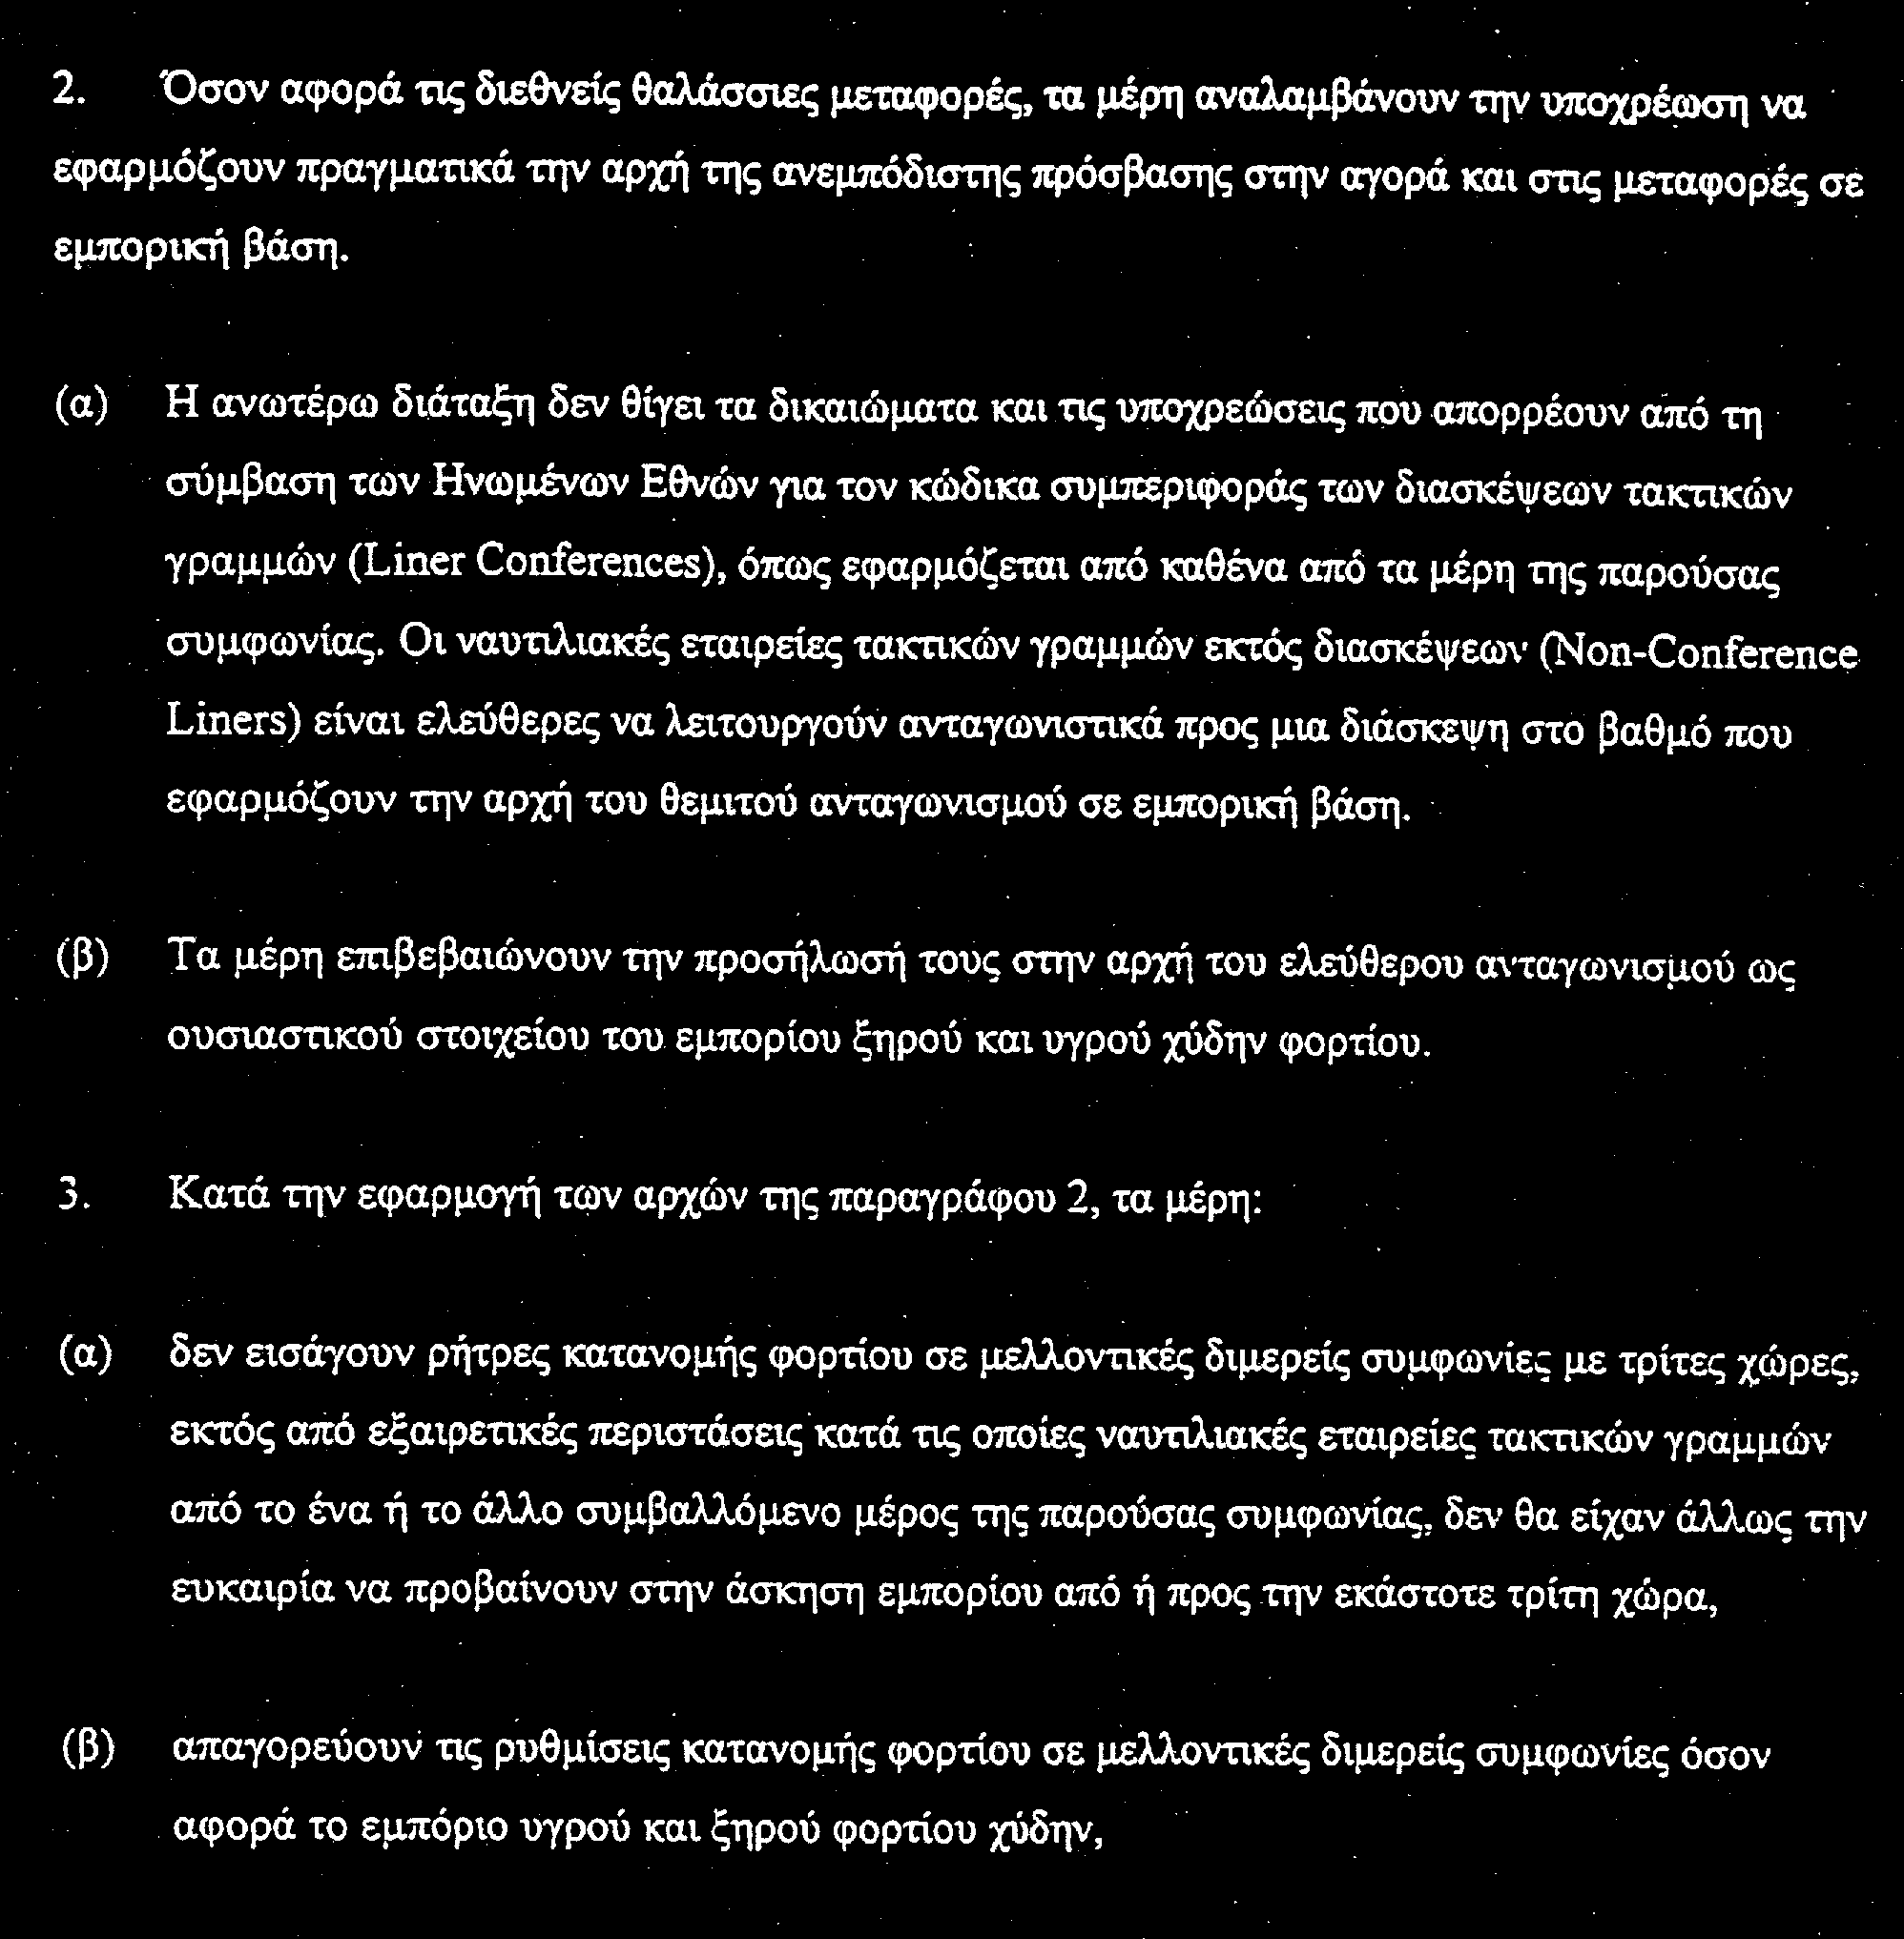 2. Όσον αφορά τις διεθνείς θαλάσσιες μεταφορές, τα μέρη αναλαμβάνουν την υποχρέωση να
εφαρμόζουν πραγματικά την αρχή της ανεμπόδιστης πρόσβασης στην αγορά και στις μεταφορές σε
εμπορική βάση.
(α) Η ανωτέρω διάταξη δεν θίγει τα δικαιώματα και τις υποχρεώσεις που απορρέουν από τη
σύμβαση των Ηνωμένων Εθνών για τον κώδικα συμπεριφοράς των διασκέψεων τακτικών
γραμμών (Liner Conferences), όπως εφαρμόζεται από καθένα από τα μέρη της παρούσας
συμφωνίας. Οι ναυτιλιακές εταιρείες τακτικών γραμμών εκτός διασκέψεων (Non-Conference
Liners) είναι ελεύθερες να λειτουργούν ανταγωνιστικά προς μια διάσκεψη στο βαθμό που
εφαρμόζουν την αρχή του θεμιτού ανταγωνισμού σε εμπορική βάση.
(β) Τα μέρη επιβεβαιώνουν την προσήλωσή τους στην αρχή του ελεύθερου ανταγωνισμού ως
ουσιαστικού στοιχείου του εμπορίου ξηρού και υγρού χύδην φορτίου.
3. Κατά την εφαρμογή των αρχών της παραγράφου 2, τα μέρη:
(α) δεν εισάγουν ρήτρες κατανομής φορτίου σε μελλοντικές διμερείς συμφωνίες με τρίτες χώρες,
εκτός από εξαιρετικές περιστάσεις κατά τις οποίες ναυτιλιακές εταιρείες τακτικών γραμμών
από το ένα ή το άλλο συμβαλλόμενο μέρος της παρούσας συμφωνίας, δεν θα είχαν άλλως την
ευκαιρία να προβαίνουν στην άσκηση εμπορίου από ή προς την εκάστοτε τρίτη χώρα,
(β) απαγορεύουν τις ρυθμίσεις κατανομής φορτίου σε μελλοντικές διμερείς συμφωνίες όσον
αφορά το εμπόριο υγρού και ξηρού φορτίου χύδην,